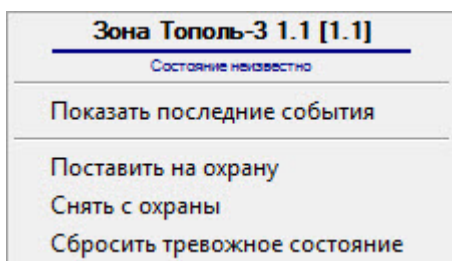 Зона Тополь-3 1.1 [1.1]
Состояние неизвестно
Показать последние события
Поставить на охрану
Снять с охраны
Сбросить тревожное состояние